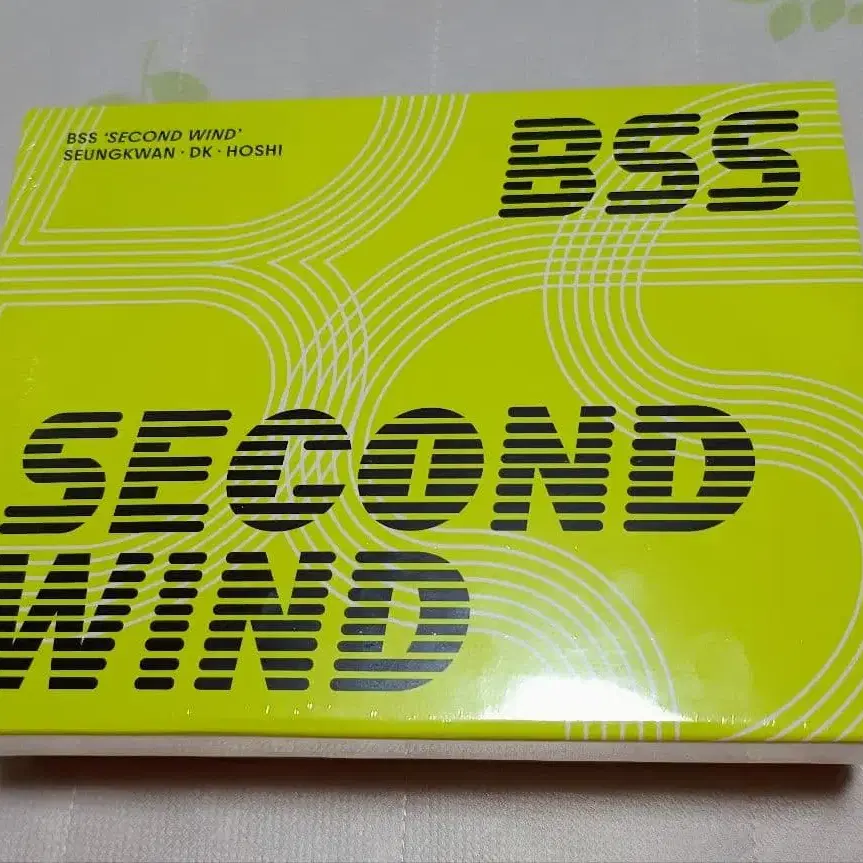 BSS 'SECOND WIND'
SEUNGKWAN · DK · HOSHI
BSS
SECOND
WIND